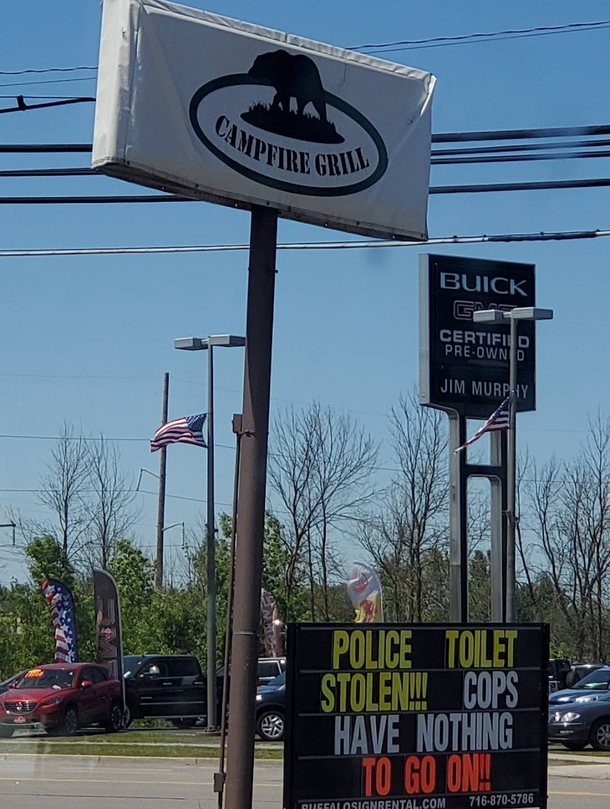 CAMPFIRE GRILL
BUICK
GMC
CERTIFIED
PRE-OWNED
JIM MURPHY
POLICE TOILET
STOLEN!!! COPS
HAVE NOTHING
TO GO ON!!
BUFFALOSIGNRENTAL.COM 716-870-5786